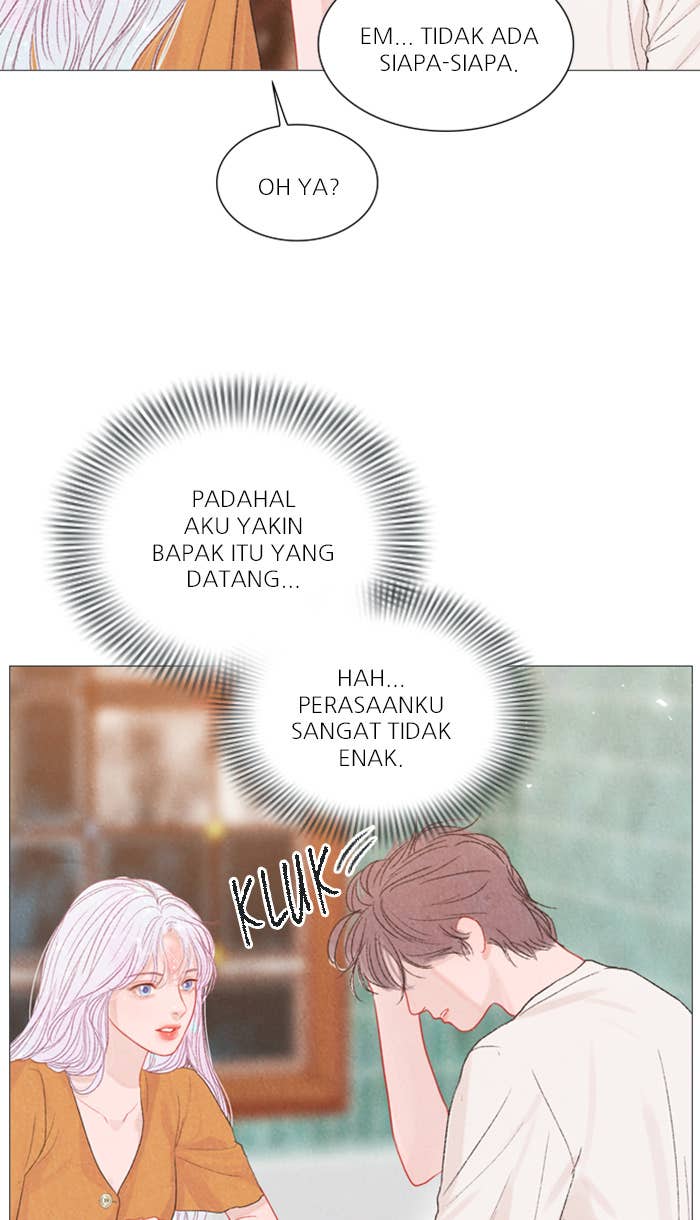 EM... TIDAK ADA
SIAPA-SIAPA.
OH YA?
PADAHAL
AKU YAKIN
BAPAK ITU YANG
DATANG...
HAH...
PERASAANKU
SANGAT TIDAK
ENAK.
KLUK